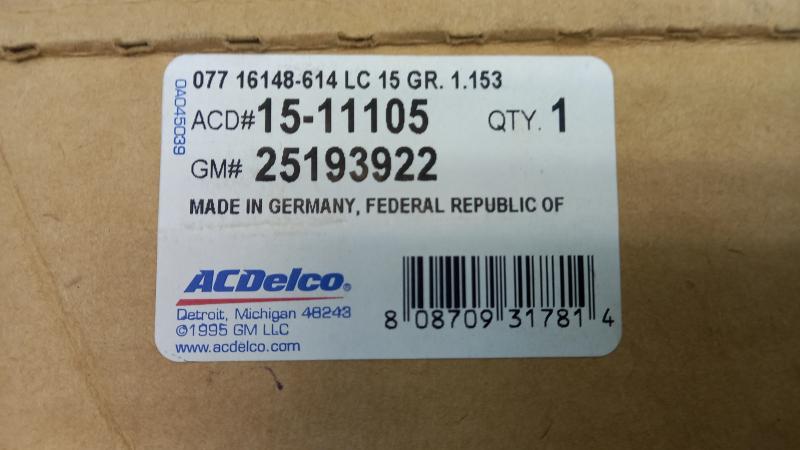 077 16148-614 LC 15 GR. 1.153
ACD# 15-11105 QTY. 1
GM# 25193922
MADE IN GERMANY, FEDERAL REPUBLIC OF
0AD45039
ACDelco®
Detroit, Michigan 48243
©1995 GM LLC
www.acdelco.com
8 08709 31781 4